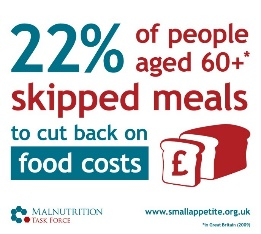 22% of people
aged 60+*
skipped meals
to cut back on
food costs
£
MALNUTRITION
TASK FORCE
www.smallappetite.org.uk
*in Great Britain (2009)